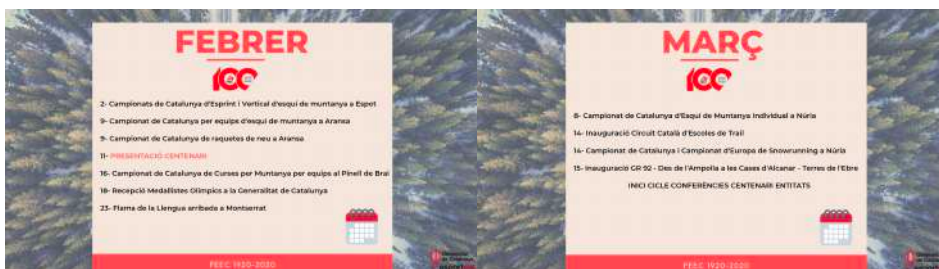 FEBRER
100
2- Campionats de Catalunya d'Esprint i Vertical d'esquí de muntanya a Espot
9- Campionat de Catalunya per equips d'esquí de muntanya a Aransa
9- Campionat de Catalunya de raquetes de neu a Aransa
11- PRESENTACIÓ CENTENARI
16- Campionat de Catalunya de Curses per Muntanya per equips al Pinell de Brai
18- Recepció Medallistes Olímpics a la Generalitat de Catalunya
23- Flama de la Llengua arribada a Montserrat
FEEC 1920-2020
MARÇ
100
8- Campionat de Catalunya d'Esquí de Muntanya Individual a Núria
14- Inauguració Circuit Català d'Escoles de Trail
14- Campionat de Catalunya i Campionat d'Europa de Snowrunning a Núria
15- Inauguració GR 92 - Des de l'Ampolla a les Cases d'Alcanar - Terres de l'Ebre
INICI CICLE CONFERÈNCIES CENTENARI ENTITATS
FEEC 1920-2020